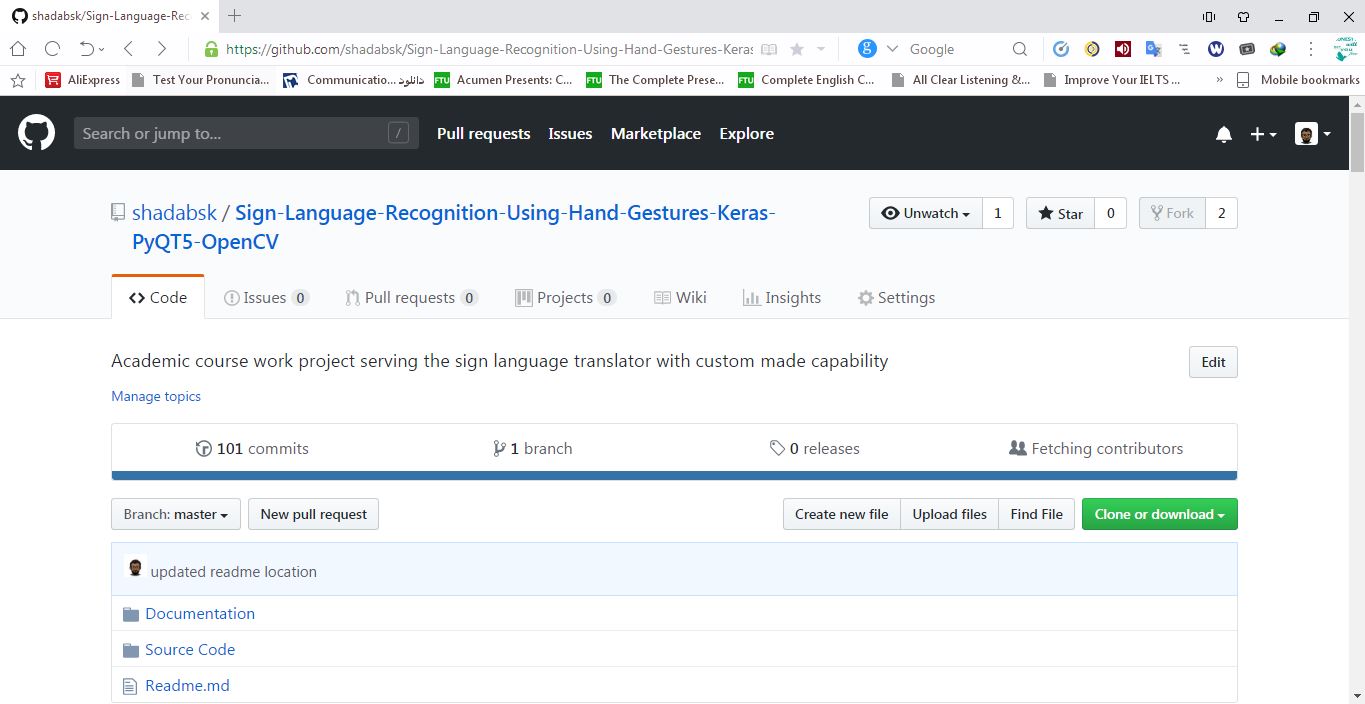 shadabsk/Sign-Language-Rec
https://github.com/shadabsk/Sign-Language-Recognition-Using-Hand-Gestures-Keras
g Google
AliExpress Test Your Pronuncia... Communicatio... دانلود FTU Acumen Presents: C... FTU The Complete Prese... FTU Complete English C... All Clear Listening &... Improve Your IELTS ... » Mobile bookmarks
Search or jump to... / Pull requests Issues Marketplace Explore
shadabsk / Sign-Language-Recognition-Using-Hand-Gestures-Keras-
PyQT5-OpenCV
Unwatch 1 Star 0 Fork 2
Code Issues 0 Pull requests 0 Projects 0 Wiki Insights Settings
Academic course work project serving the sign language translator with custom made capability
Edit
Manage topics
101 commits 1 branch 0 releases Fetching contributors
Branch: master New pull request Create new file Upload files Find File Clone or download
updated readme location
Documentation
Source Code
Readme.md